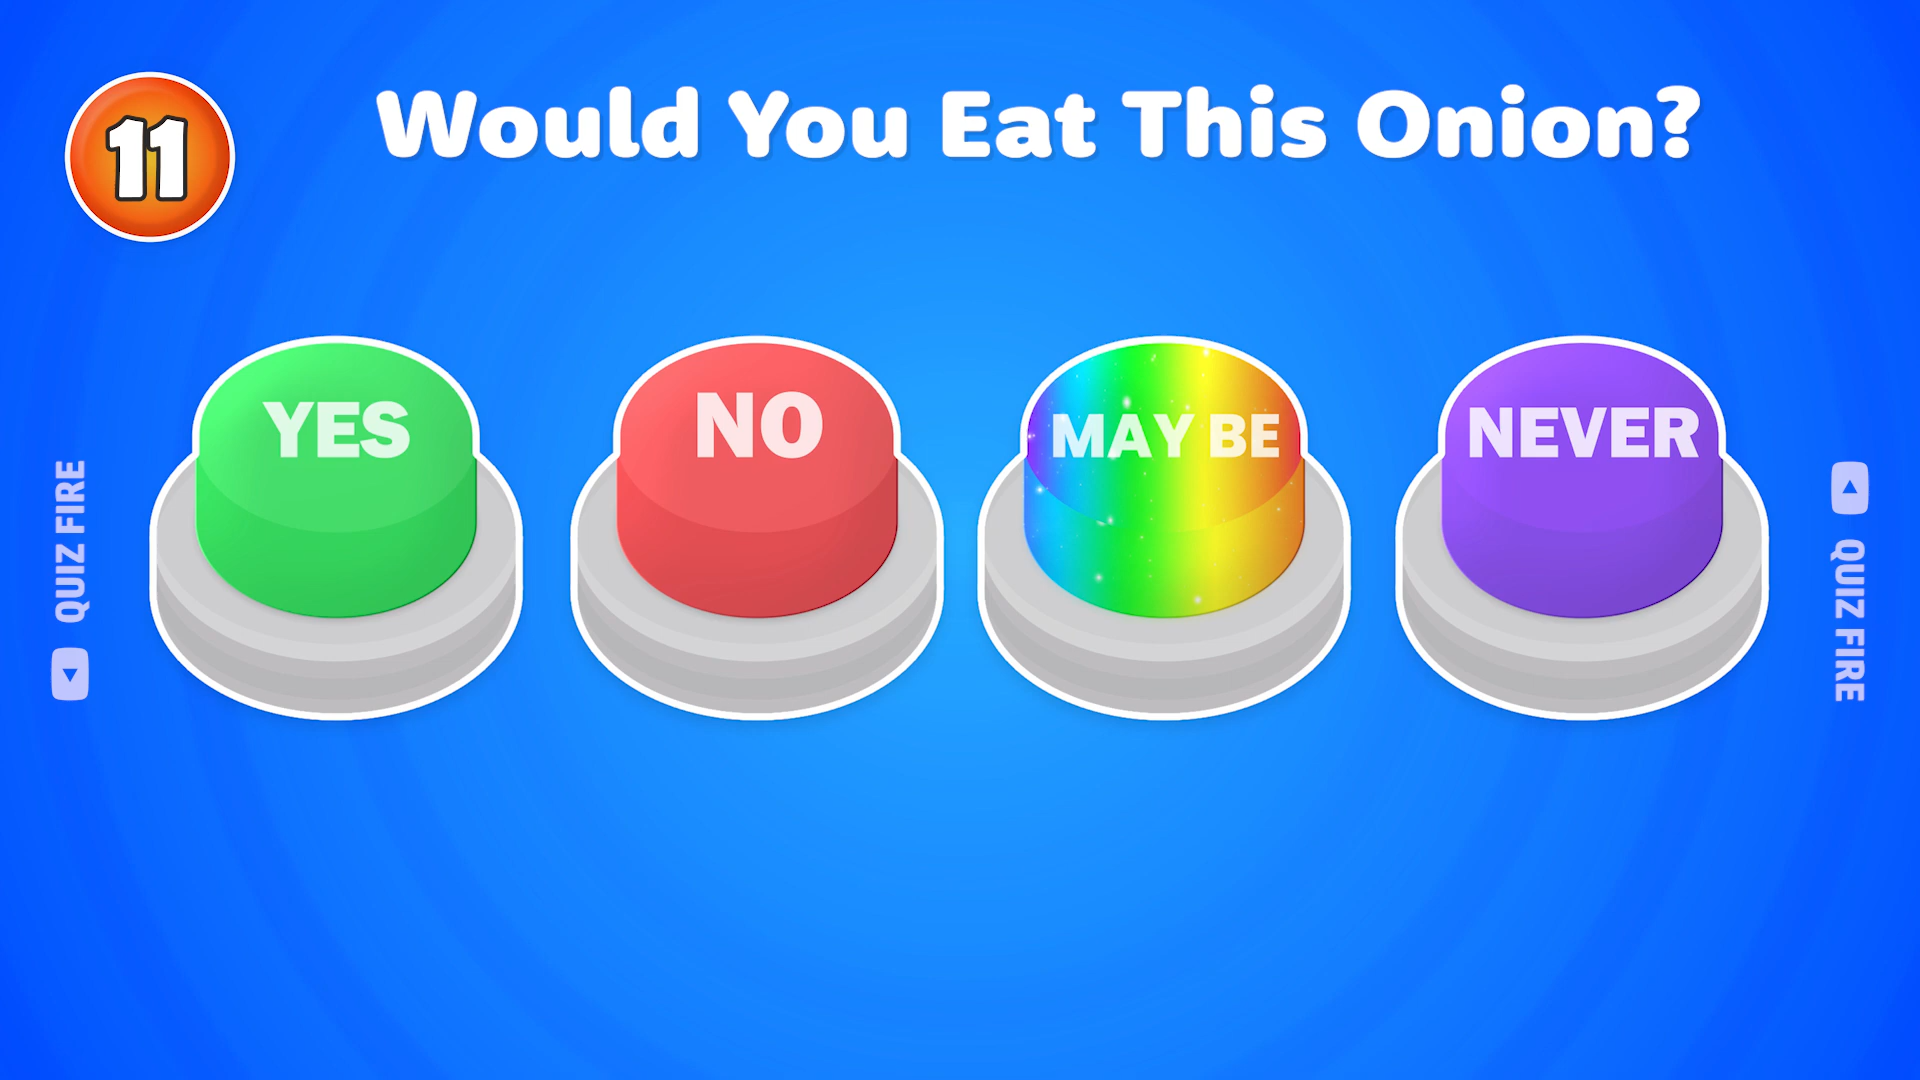 11
Would You Eat This Onion?
YES
NO
MAY BE
NEVER
QUIZ FIRE
QUIZ FIRE